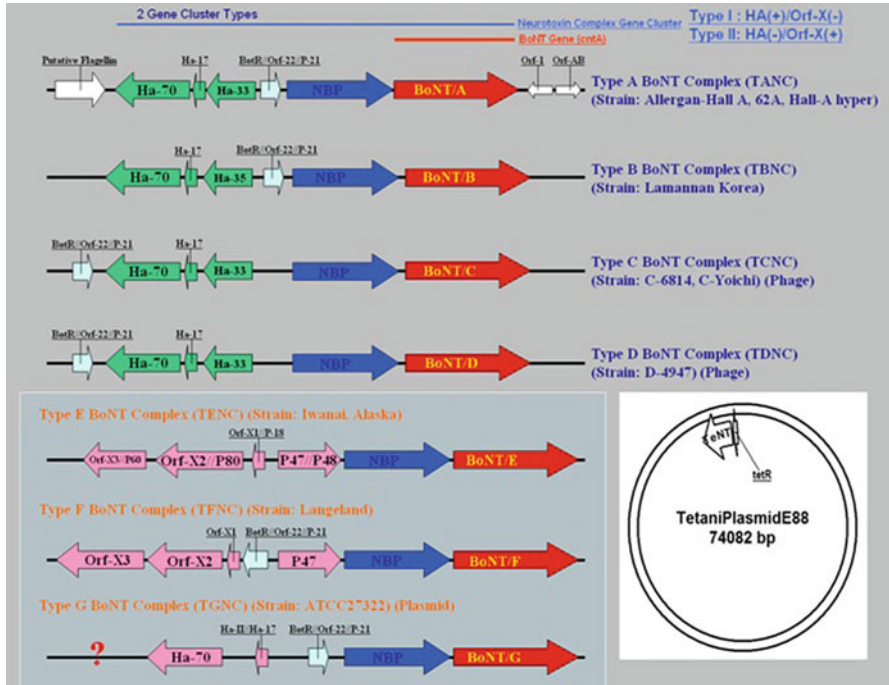 2 Gene Cluster Types
Neurotoxin Complex Gene Cluster
BoNT Gene (cntA)
Type I : HA(+)/Orf-X(-)
Type II: HA(-)/Orf-X(+)
Putative Flagellin
Ha-17
BotR//Orf-22//P-21
Orf-1
Orf-AB
Ha-70
Ha-33
NBP
BoNT/A
Type A BoNT Complex (TANC)
(Strain: Allergan-Hall A, 62A, Hall-A hyper)
Ha-17
BotR//Orf-22//P-21
Ha-70
Ha-35
NBP
BoNT/B
Type B BoNT Complex (TBNC)
(Strain: Lamannan Korea)
BotR//Orf-22//P-21
Ha-17
Ha-70
Ha-33
NBP
BoNT/C
Type C BoNT Complex (TCNC)
(Strain: C-6814, C-Yoichi) (Phage)
BotR//Orf-22//P-21
Ha-17
Ha-70
Ha-33
NBP
BoNT/D
Type D BoNT Complex (TDNC)
(Strain: D-4947) (Phage)
Type E BoNT Complex (TENC) (Strain: Iwanai, Alaska)
Orf-X1//P-18
Orf-X3//P60
Orf-X2//P80
P47//P48
NBP
BoNT/E
Type F BoNT Complex (TFNC) (Strain: Langeland)
Orf-X1
BotR//Orf-22//P-21
Orf-X3
Orf-X2
P47
NBP
BoNT/F
Type G BoNT Complex (TGNC) (Strain: ATCC27322) (Plasmid)
Ha-II//Ha-17
BotR//Orf-22//P-21
?
Ha-70
NBP
BoNT/G
TeNT
tetR
TetaniPlasmidE88
74082 bp